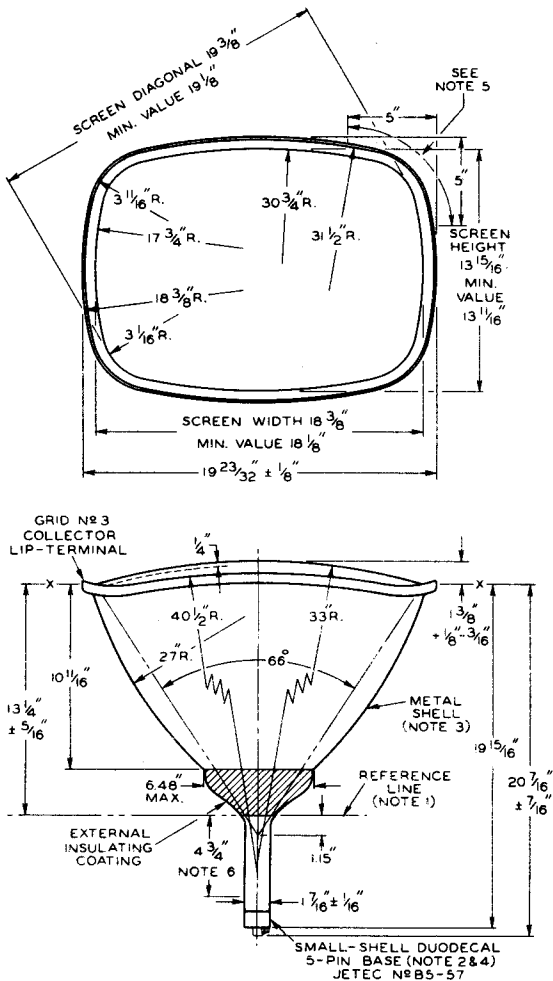 SCREEN DIAGONAL 19 3/8"
MIN. VALUE 19 1/8"
SEE
NOTE 5
5"
5"
3 11/16" R.
30 3/4" R.
17 3/4" R.
31 1/2" R.
SCREEN
HEIGHT
13 15/16"
MIN.
VALUE
13 11/16"
18 3/8" R.
3 1/16" R.
SCREEN WIDTH 18 3/8"
MIN. VALUE 18 1/8"
19 23/32" ± 1/8"
GRID Nº3
COLLECTOR
LIP-TERMINAL
1/4"
X
X
40 1/2" R.
33" R.
1 3/8"
+1/8"-3/16"
27" R.
66°
10 11/16"
13 1/4"
± 5/16"
METAL
SHELL
(NOTE 3)
19 15/16"
20 7/16"
± 7/16"
6.48"
MAX.
REFERENCE
LINE
(NOTE 1)
EXTERNAL
INSULATING
COATING
4 3/4"
NOTE 6
1.15"
1 7/16" ± 1/16"
SMALL-SHELL DUODECAL
5-PIN BASE (NOTE 2&4)
JETEC Nº B5-57